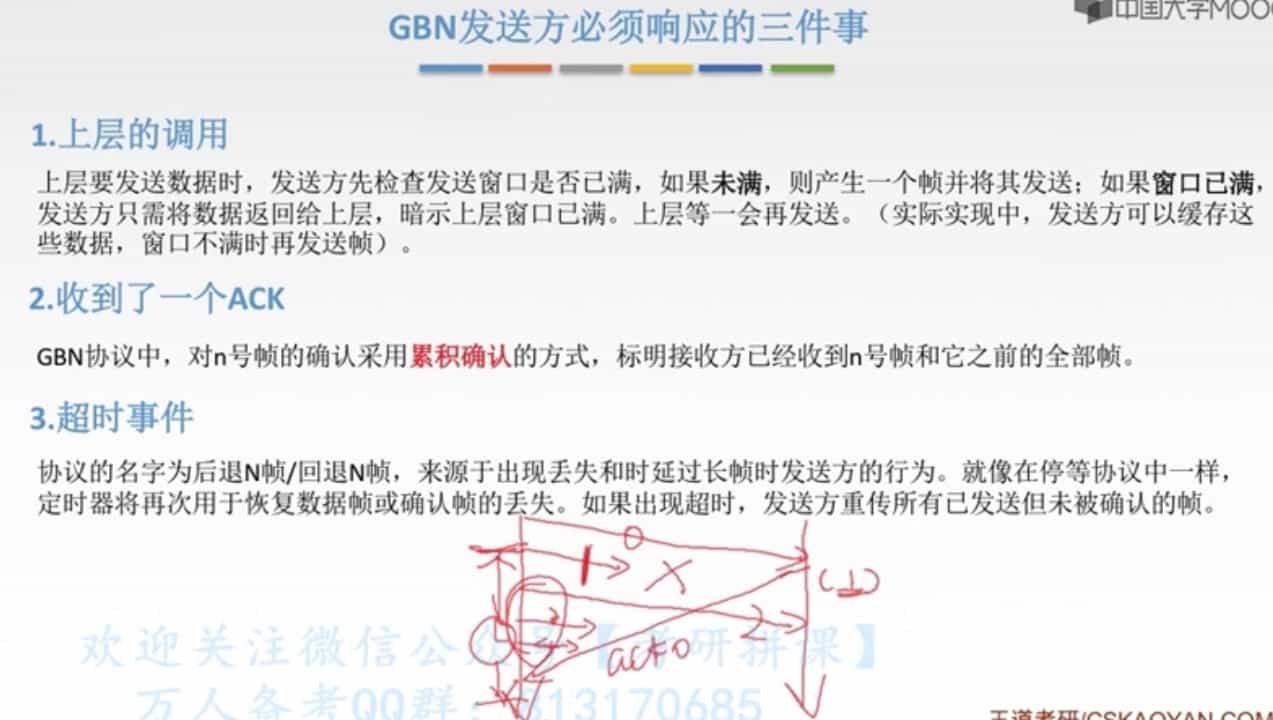 中国大学MOO
GBN发送方必须响应的三件事
1.上层的调用
上层要发送数据时，发送方先检查发送窗口是否已满，如果未满，则产生一个帧并将其发送；如果窗口已满，
发送方只需将数据返回给上层，暗示上层窗口已满。上层等一会再发送。（实际实现中，发送方可以缓存这
些数据，窗口不满时再发送帧）。
2.收到了一个ACK
GBN协议中，对n号帧的确认采用累积确认的方式，标明接收方已经收到n号帧和它之前的全部帧。
3.超时事件
协议的名字为后退N帧/回退N帧，来源于出现丢失和时延过长帧时发送方的行为。就像在停等协议中一样，
定时器将再次用于恢复数据帧或确认帧的丢失。如果出现超时，发送方重传所有已发送但未被确认的帧。
0
1
(1)
2
2
3
ack0
欢迎关注微信公众号【考研拼课】
万人备考QQ群：813170685
王道考研/CSKAOYAN.COM